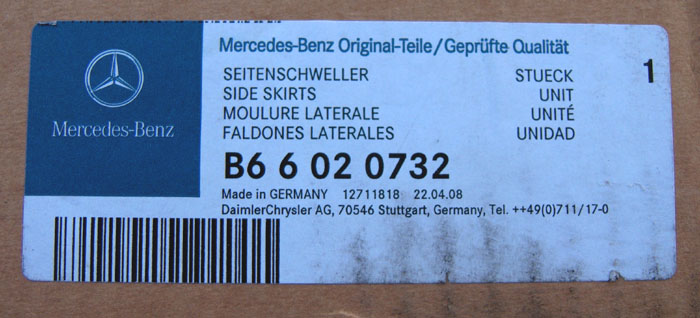 Mercedes-Benz
Mercedes-Benz Original-Teile/Geprüfte Qualität
SEITENSCHWELLER STUECK 1
SIDE SKIRTS UNIT
MOULURE LATERALE UNITÉ
FALDONES LATERALES UNIDAD
B6 6 02 0732
Made in GERMANY 12711818 22.04.08
DaimlerChrysler AG, 70546 Stuttgart, Germany, Tel. ++49(0)711/17-0